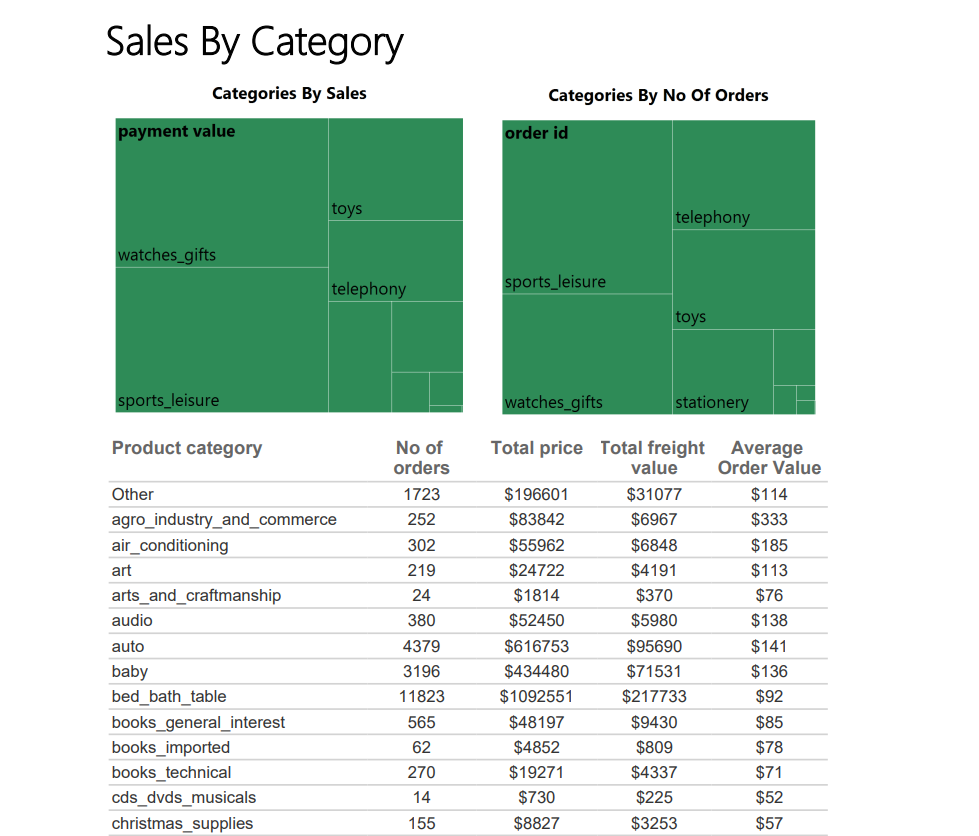 Sales By Category
Categories By Sales
payment value
watches_gifts
sports_leisure
toys
telephony
Categories By No Of Orders
order id
sports_leisure
watches_gifts
telephony
toys
stationery
Product category No of orders Total price Total freight value Average Order Value
Other 1723 $196601 $31077 $114
agro_industry_and_commerce 252 $83842 $6967 $333
air_conditioning 302 $55962 $6848 $185
art 219 $24722 $4191 $113
arts_and_craftmanship 24 $1814 $370 $76
audio 380 $52450 $5980 $138
auto 4379 $616753 $95690 $141
baby 3196 $434480 $71531 $136
bed_bath_table 11823 $1092551 $217733 $92
books_general_interest 565 $48197 $9430 $85
books_imported 62 $4852 $809 $78
books_technical 270 $19271 $4337 $71
cds_dvds_musicals 14 $730 $225 $52
christmas_supplies 155 $8827 $3253 $57